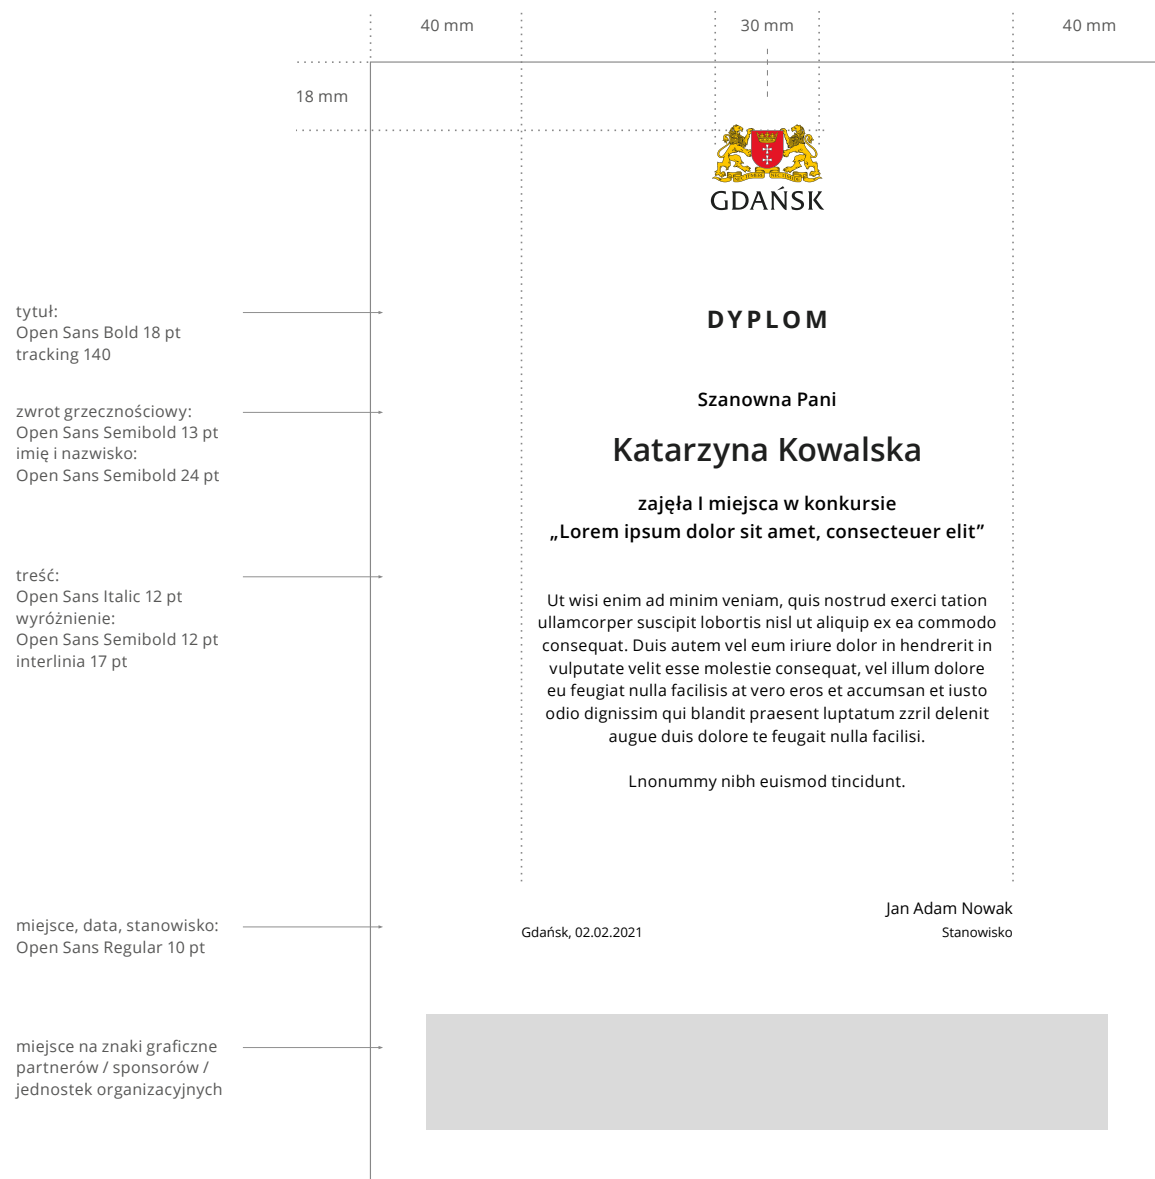 40 mm
30 mm
40 mm
18 mm
GDAŃSK
tytuł:
Open Sans Bold 18 pt
tracking 140
DYPLOM
zwrot grzecznościowy:
Open Sans Semibold 13 pt
imię i nazwisko:
Open Sans Semibold 24 pt
Szanowna Pani
Katarzyna Kowalska
zajęła I miejsca w konkursie
„Lorem ipsum dolor sit amet, consecteuer elit”
treść:
Open Sans Italic 12 pt
wyróżnienie:
Open Sans Semibold 12 pt
interlinia 17 pt
Ut wisi enim ad minim veniam, quis nostrud exerci tation
ullamcorper suscipit lobortis nisl ut aliquip ex ea commodo
consequat. Duis autem vel eum iriure dolor in hendrerit in
vulputate velit esse molestie consequat, vel illum dolore
eu feugiat nulla facilisis at vero eros et accumsan et iusto
odio dignissim qui blandit praesent luptatum zzril delenit
augue duis dolore te feugait nulla facilisi.
Lnonummy nibh euismod tincidunt.
miejsce, data, stanowisko:
Open Sans Regular 10 pt
Jan Adam Nowak
Gdańsk, 02.02.2021
Stanowisko
miejsce na znaki graficzne
partnerów / sponsorów /
jednostek organizacyjnych